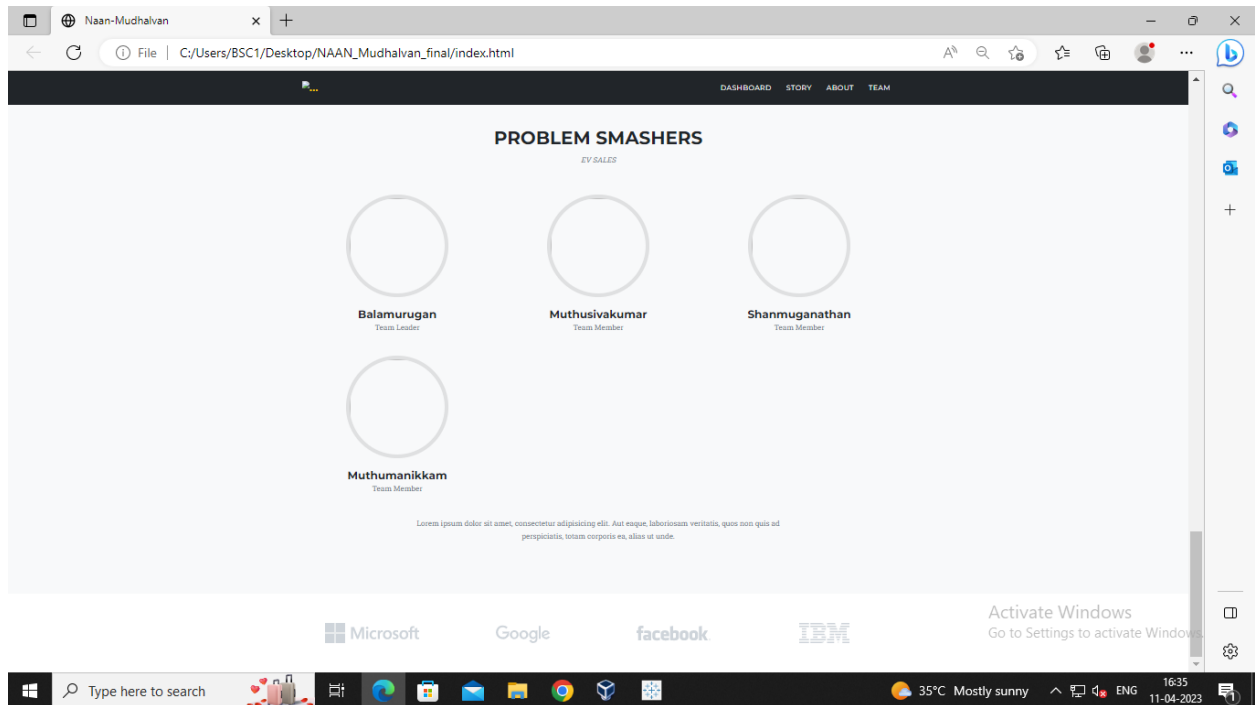 Naan-Mudhalvan
File | C:/Users/BSC1/Desktop/NAAN_Mudhalvan_final/index.html
...
DASHBOARD STORY ABOUT TEAM
PROBLEM SMASHERS
EV SALES
Balamurugan Muthusivakumar Shanmuganathan
Team Leader Team Member Team Member
Muthumanikkam
Team Member
Lorem ipsum dolor sit amet, consectetur adipisicing elit. Aut eaque, laboriosam veritatis, quos non quis ad
perspiciatis, totam corporis ea, alias ut unde.
Microsoft Google facebook IBM
Activate Windows
Go to Settings to activate Windows.
Type here to search
35°C Mostly sunny ENG 16:35
11-04-2023
1